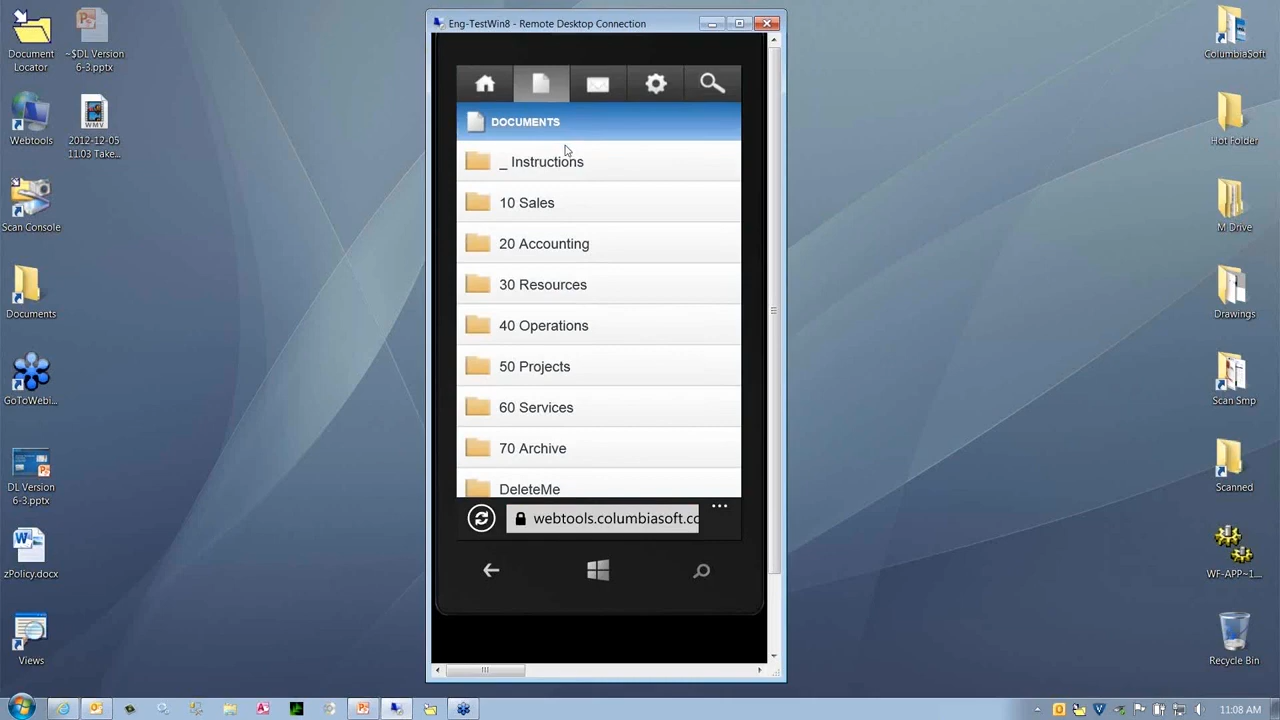 Eng-TestWin8 - Remote Desktop Connection
Document
Locator
~$DL Version
6-3.pptx
Webtools
2012-12-05
11.03 Take...
Scan Console
Documents
GoToWebi...
DL Version
6-3.pptx
zPolicy.docx
Views
DOCUMENTS
_ Instructions
10 Sales
20 Accounting
30 Resources
40 Operations
50 Projects
60 Services
70 Archive
DeleteMe
webtools.columbiasoft.cc
...
ColumbiaSoft
Hot Folder
M Drive
Drawings
Scan Smp
Scanned
WF-APP~1...
Recycle Bin
11:08 AM